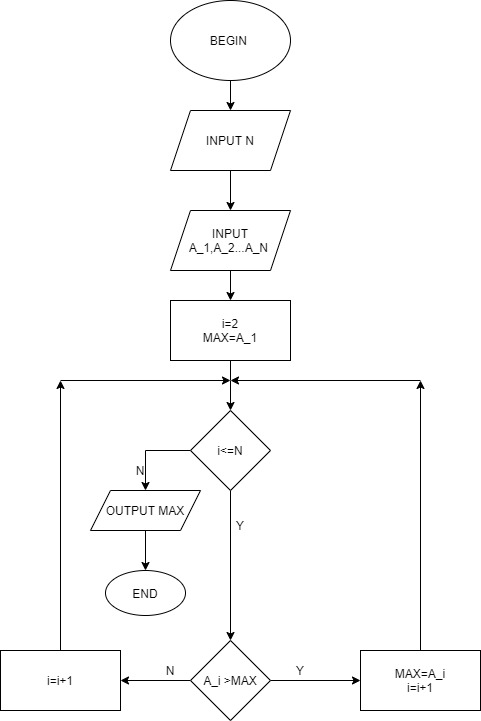 BEGIN
INPUT N
INPUT
A_1,A_2...A_N
i=2
MAX=A_1
i<=N
N
OUTPUT MAX
Y
END
i=i+1
N
A_i >MAX
Y
MAX=A_i
i=i+1